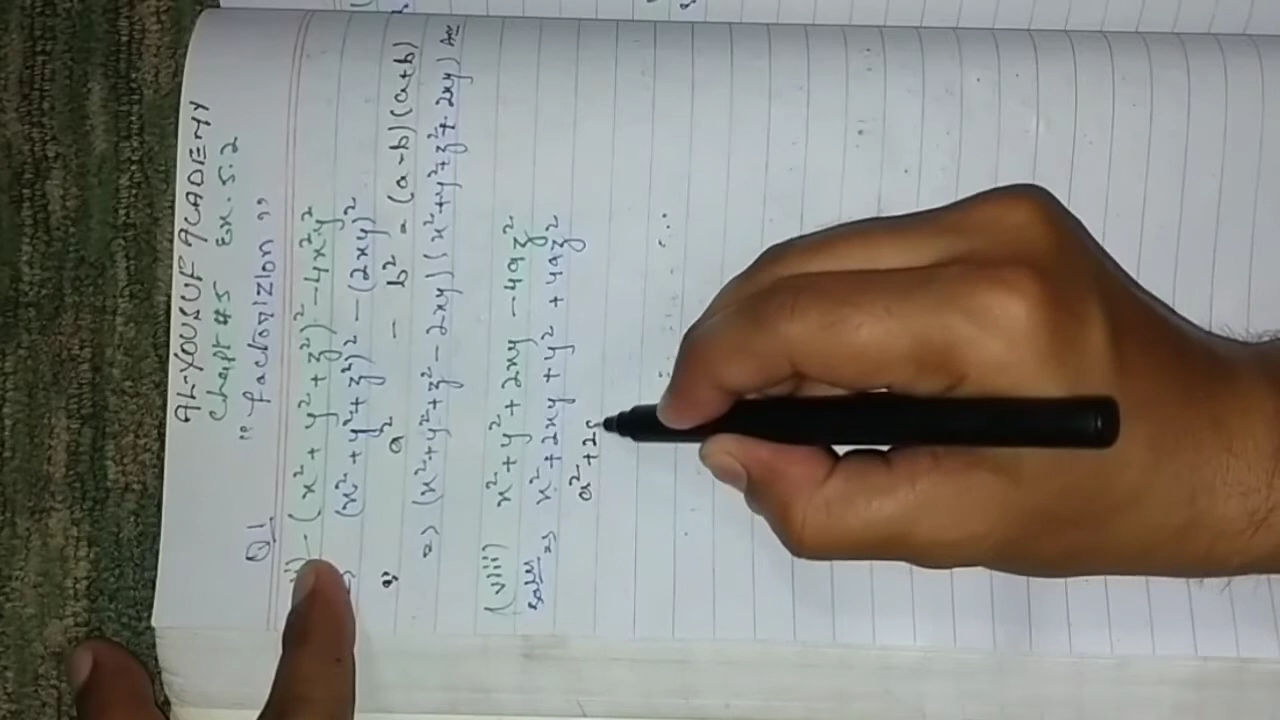 AL-YOUSUF ACADEMY
Chapt #5 Ex. 5.2
"factorization"
Q1
(x² + y² + z²)² - 4x²y²
(x² + y² + z²)² - (2xy)²
a² - b² = (a-b)(a+b)
=) (x²+y²+z² - 2xy)(x²+y²+z²+2xy) Ans
(viii) x² + y² + 2xy - 49z²
Soln =) x² + 2xy + y² + 49z²
a² + 2